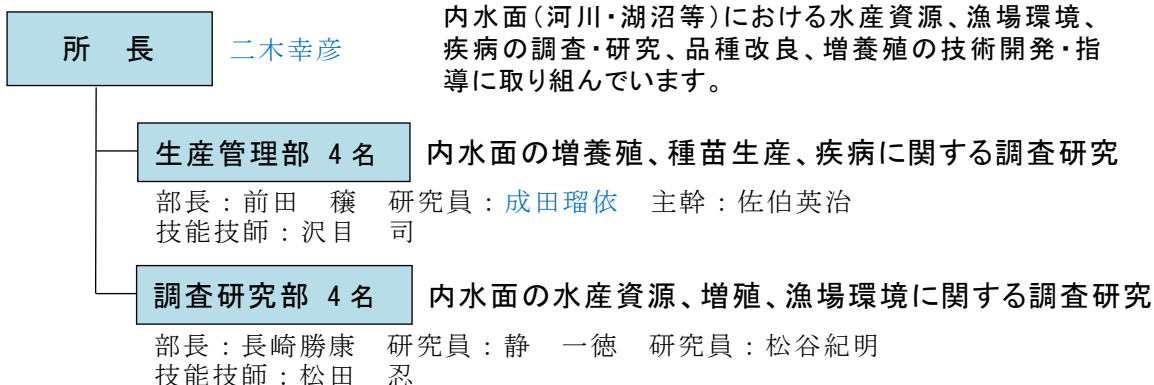 所　長　二木幸彦
内水面(河川・湖沼等)における水産資源、漁場環境、
疾病の調査・研究、品種改良、増養殖の技術開発・指
導に取り組んでいます。
生産管理部 4名　内水面の増養殖、種苗生産、疾病に関する調査研究
部長：前田　穣　研究員：成田瑠依　主幹：佐伯英治
技能技師：沢目　司
調査研究部 4名　内水面の水産資源、増殖、漁場環境に関する調査研究
部長：長崎勝康　研究員：静　一徳　研究員：松谷紀明
技能技師：松田　忍